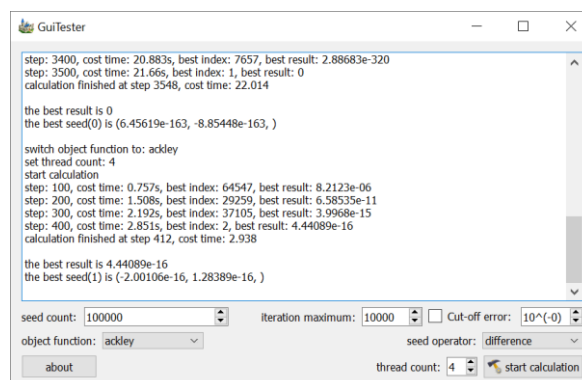 GuiTester
step: 3400, cost time: 20.883s, best index: 7657, best result: 2.88683e-320
step: 3500, cost time: 21.66s, best index: 1, best result: 0
calculation finished at step 3548, cost time: 22.014
the best result is 0
the best seed(0) is (6.45619e-163, -8.85448e-163, )
switch object function to: ackley
set thread count: 4
start calculation
step: 100, cost time: 0.757s, best index: 64547, best result: 8.2123e-06
step: 200, cost time: 1.508s, best index: 29259, best result: 6.58535e-11
step: 300, cost time: 2.192s, best index: 37105, best result: 3.9968e-15
step: 400, cost time: 2.851s, best index: 2, best result: 4.44089e-16
calculation finished at step 412, cost time: 2.938
the best result is 4.44089e-16
the best seed(1) is (-2.00106e-16, 1.28389e-16, )
seed count: 100000 iteration maximum: 10000 Cut-off error: 10^(-0)
object function: ackley seed operator: difference
about thread count: 4 start calculation